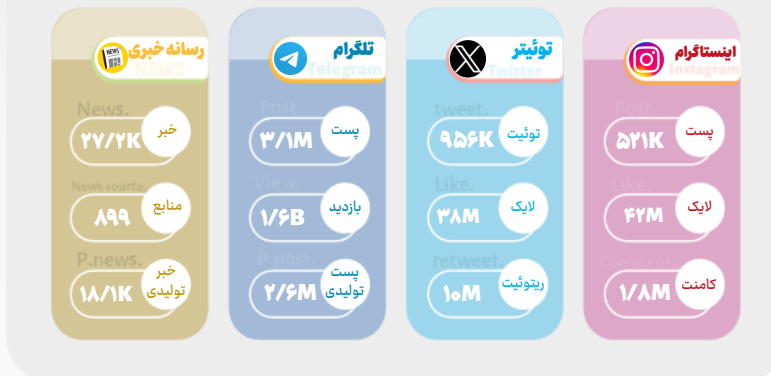 اینستاگرام
Instagram
Post.
پست
۵۲۱K
Like.
لایک
۴۲M
Comments.
کامنت
۱/۸M
توئیتر
Twitter
tweet.
توئیت
۹۵۶K
Like.
لایک
۳۸M
retweet.
ریتوئیت
۱۰M
تلگرام
Telegram
Post.
پست
۳/۱M
View.
بازدید
۱/۶B
P.post.
پست
تولیدی
۲/۶M
رسانه خبری
NEWS
NEWS
News.
خبر
۲۷/۲K
News sourte.
منابع
۸۹۹
P.news.
خبر
تولیدی
۱۸/۱K